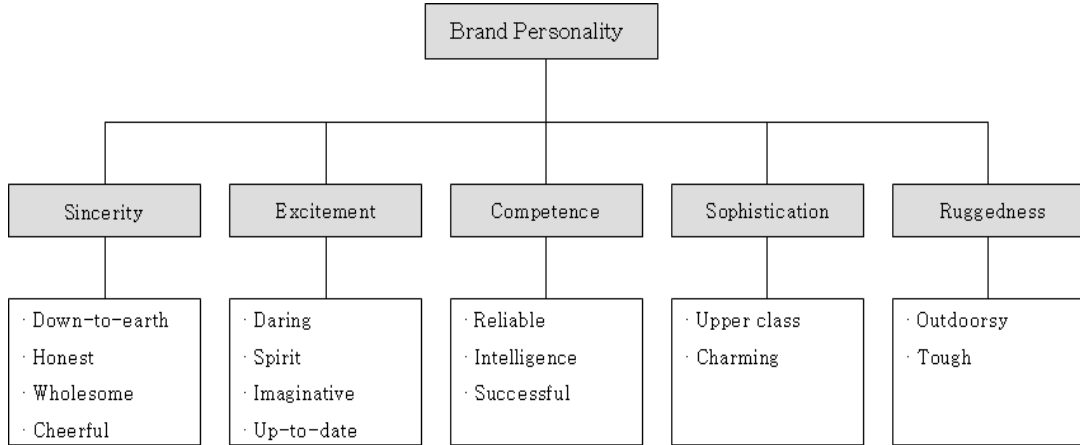 Brand Personality
Sincerity
Excitement
Competence
Sophistication
Ruggedness
· Down-to-earth
· Honest
· Wholesome
· Cheerful
· Daring
· Spirit
· Imaginative
· Up-to-date
· Reliable
· Intelligence
· Successful
· Upper class
· Charming
· Outdoorsy
· Tough